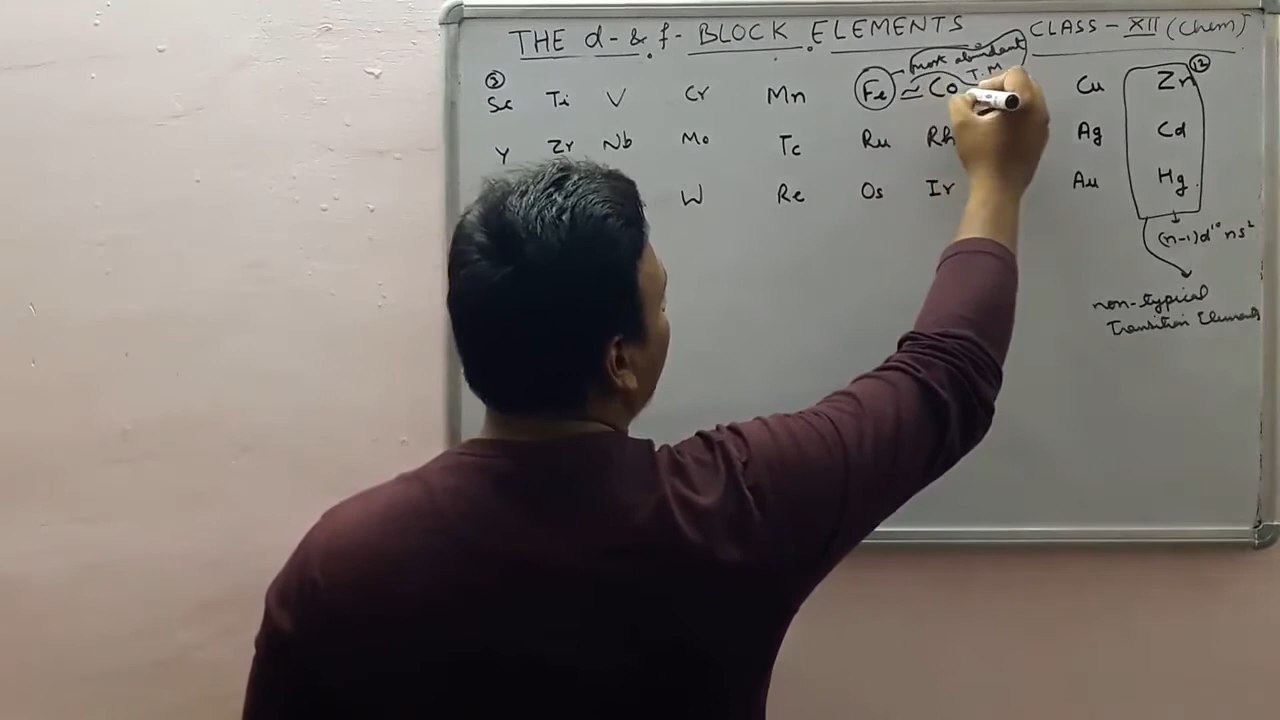 THE d- & f- BLOCK ELEMENTS CLASS - XII (Chem)
most abundant
T.M
③ ⑫
Sc Ti V Cr Mn Fe ≃ Co Cu Zn
Y Zr Nb Mo Tc Ru Rh Ag Cd
W Re Os Ir Au Hg
(n-1)d¹⁰ns²
non-typical
Transition Elements